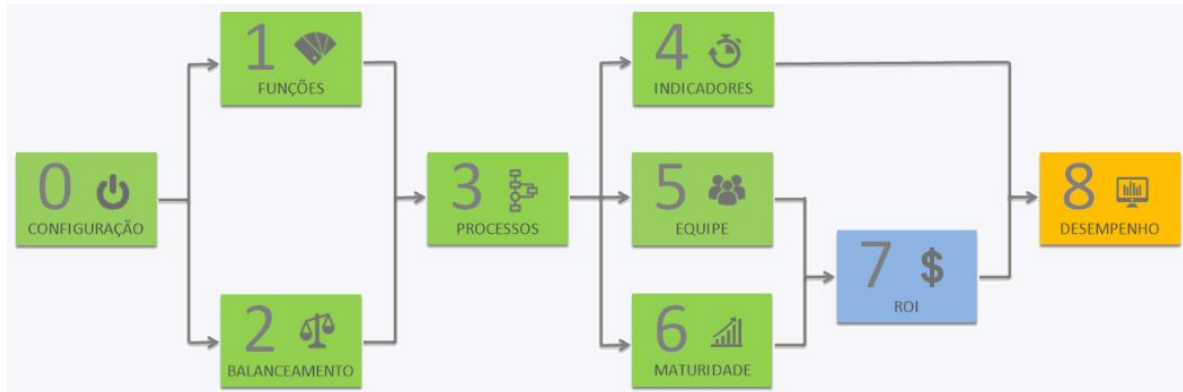 0
CONFIGURAÇÃO
1
FUNÇÕES
2
BALANCEAMENTO
3
PROCESSOS
4
INDICADORES
5
EQUIPE
6
MATURIDADE
7 $
ROI
8
DESEMPENHO